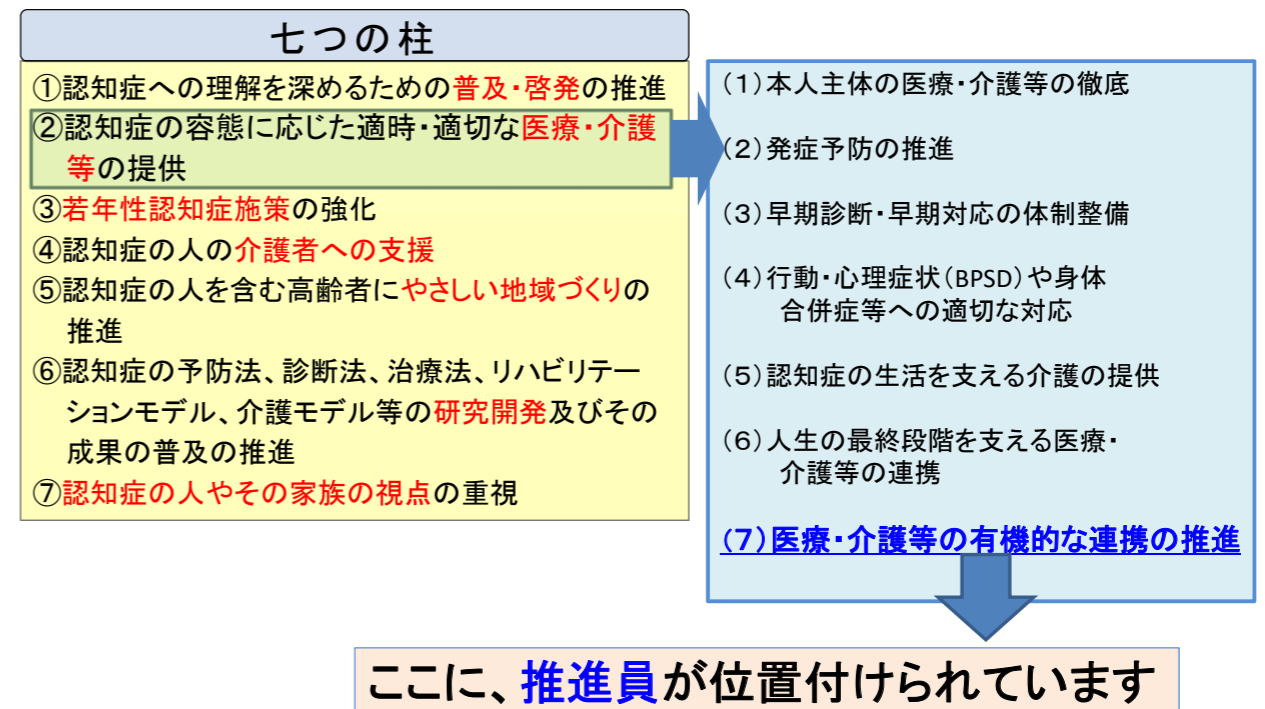 七つの柱
①認知症への理解を深めるための普及・啓発の推進
②認知症の容態に応じた適時・適切な医療・介護
等の提供
③若年性認知症施策の強化
④認知症の人の介護者への支援
⑤認知症の人を含む高齢者にやさしい地域づくりの
推進
⑥認知症の予防法、診断法、治療法、リハビリテー
ションモデル、介護モデル等の研究開発及びその
成果の普及の推進
⑦認知症の人やその家族の視点の重視
（１）本人主体の医療・介護等の徹底
（２）発症予防の推進
（３）早期診断・早期対応の体制整備
（４）行動・心理症状（BPSD）や身体
合併症等への適切な対応
（５）認知症の生活を支える介護の提供
（６）人生の最終段階を支える医療・
介護等の連携
（７）医療・介護等の有機的な連携の推進
ここに、推進員が位置付けられています